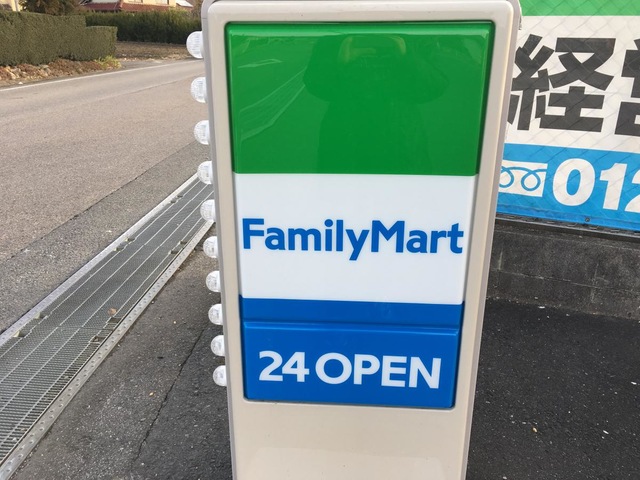 FamilyMart
24 OPEN
経
012